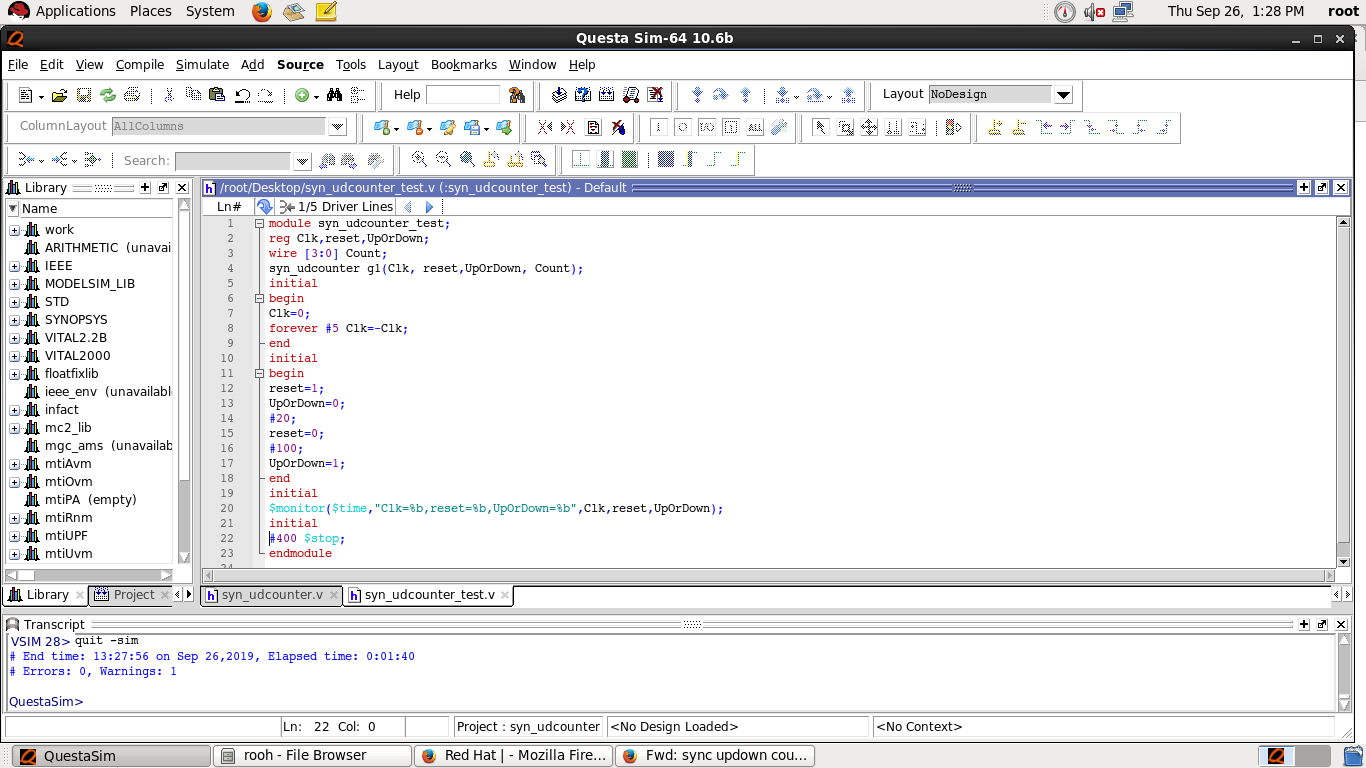 Applications Places System Thu Sep 26, 1:28 PM root
Questa Sim-64 10.6b
File Edit View Compile Simulate Add Source Tools Layout Bookmarks Window Help
Help Layout NoDesign
ColumnLayout AllColumns
Search:
Library
/root/Desktop/syn_udcounter_test.v (:syn_udcounter_test) - Default
Name
Ln# 1/5 Driver Lines
work
ARITHMETIC (unavai
IEEE
MODELSIM_LIB
STD
SYNOPSYS
VITAL2.2B
VITAL2000
floatfixlib
ieee_env (unavailabl
infact
mc2_lib
mgc_ams (unavailab
mtiAvm
mtiOvm
mtiPA (empty)
mtiRnm
mtiUPF
mtiUvm
1 module syn_udcounter_test;
2 reg Clk,reset,UpOrDown;
3 wire [3:0] Count;
4 syn_udcounter g1(Clk, reset,UpOrDown, Count);
5 initial
6 begin
7 Clk=0;
8 forever #5 Clk=~Clk;
9 end
10 initial
11 begin
12 reset=1;
13 UpOrDown=0;
14 #20;
15 reset=0;
16 #100;
17 UpOrDown=1;
18 end
19 initial
20 $monitor($time,"Clk=%b,reset=%b,UpOrDown=%b",Clk,reset,UpOrDown);
21 initial
22 #400 $stop;
23 endmodule
Library Project
syn_udcounter.v syn_udcounter_test.v
Transcript
VSIM 28> quit -sim
# End time: 13:27:56 on Sep 26,2019, Elapsed time: 0:01:40
# Errors: 0, Warnings: 1
QuestaSim>
Ln: 22 Col: 0 Project : syn_udcounter <No Design Loaded> <No Context>
QuestaSim rooh - File Browser Red Hat | - Mozilla Fire... Fwd: sync updown cou...